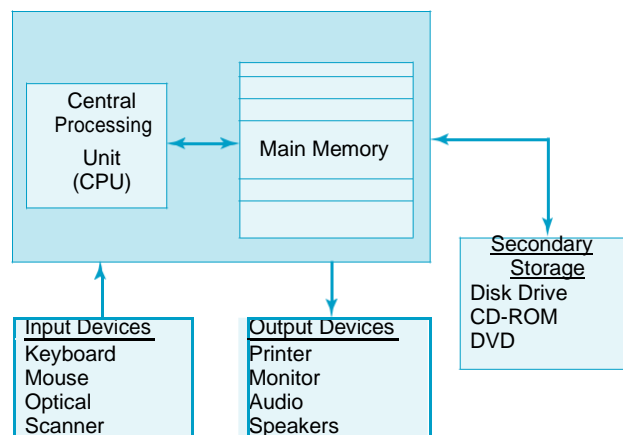 Central
Processing
Unit
(CPU)
Main Memory
Secondary
Storage
Disk Drive
CD-ROM
DVD
Input Devices
Keyboard
Mouse
Optical
Scanner
Output Devices
Printer
Monitor
Audio
Speakers